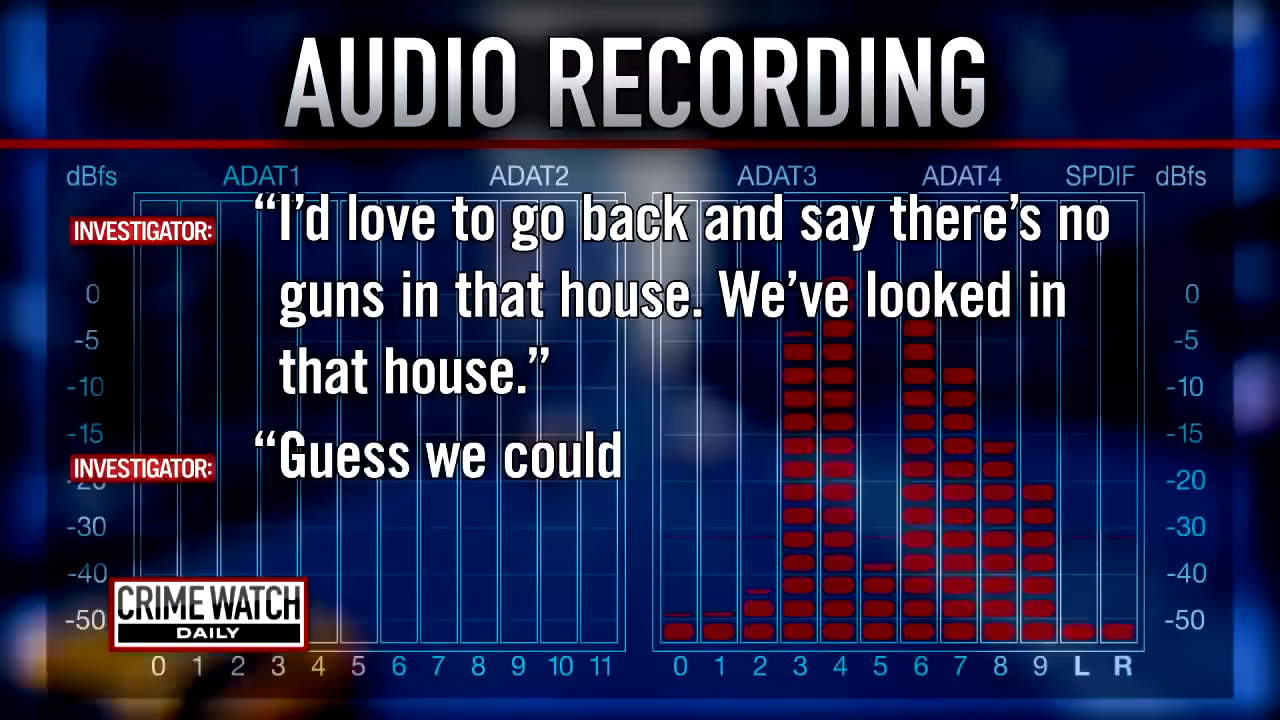 AUDIO RECORDING
dBfs ADAT1 ADAT2 ADAT3 ADAT4 SPDIF dBfs
INVESTIGATOR: “I’d love to go back and say there’s no
guns in that house. We’ve looked in
that house.”
INVESTIGATOR: “Guess we could
0 0
-5 -5
-10 -10
-15 -15
-20 -20
-30 -30
-40 -40
-50 -50
CRIME WATCH
DAILY
0 1 2 3 4 5 6 7 8 9 10 11 0 1 2 3 4 5 6 7 8 9 L R